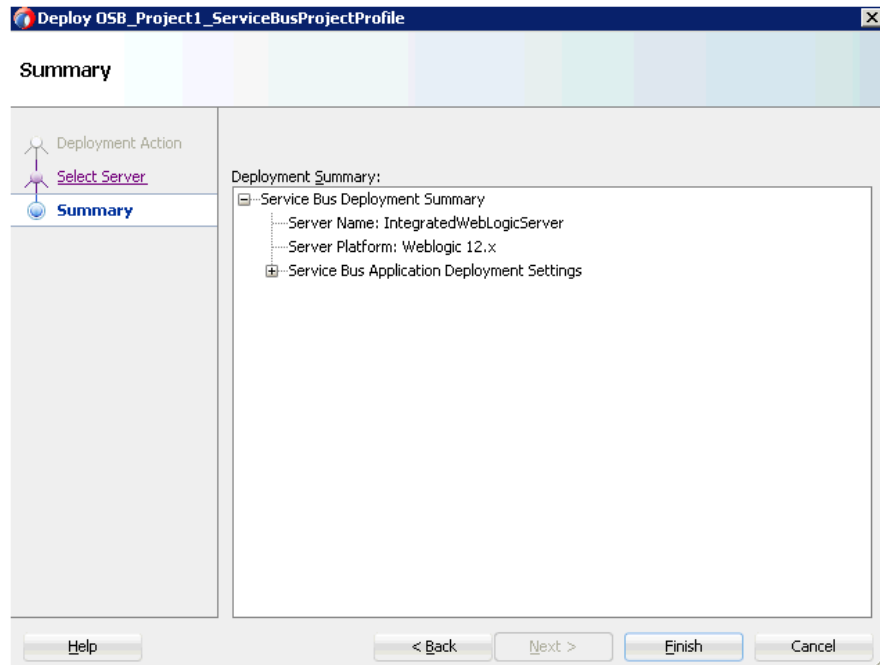 Deploy OSB_Project1_ServiceBusProjectProfile
Summary
Deployment Action
Select Server
Summary
Deployment Summary:
Service Bus Deployment Summary
Server Name: IntegratedWebLogicServer
Server Platform: Weblogic 12.x
Service Bus Application Deployment Settings
Help
< Back
Next >
Finish
Cancel